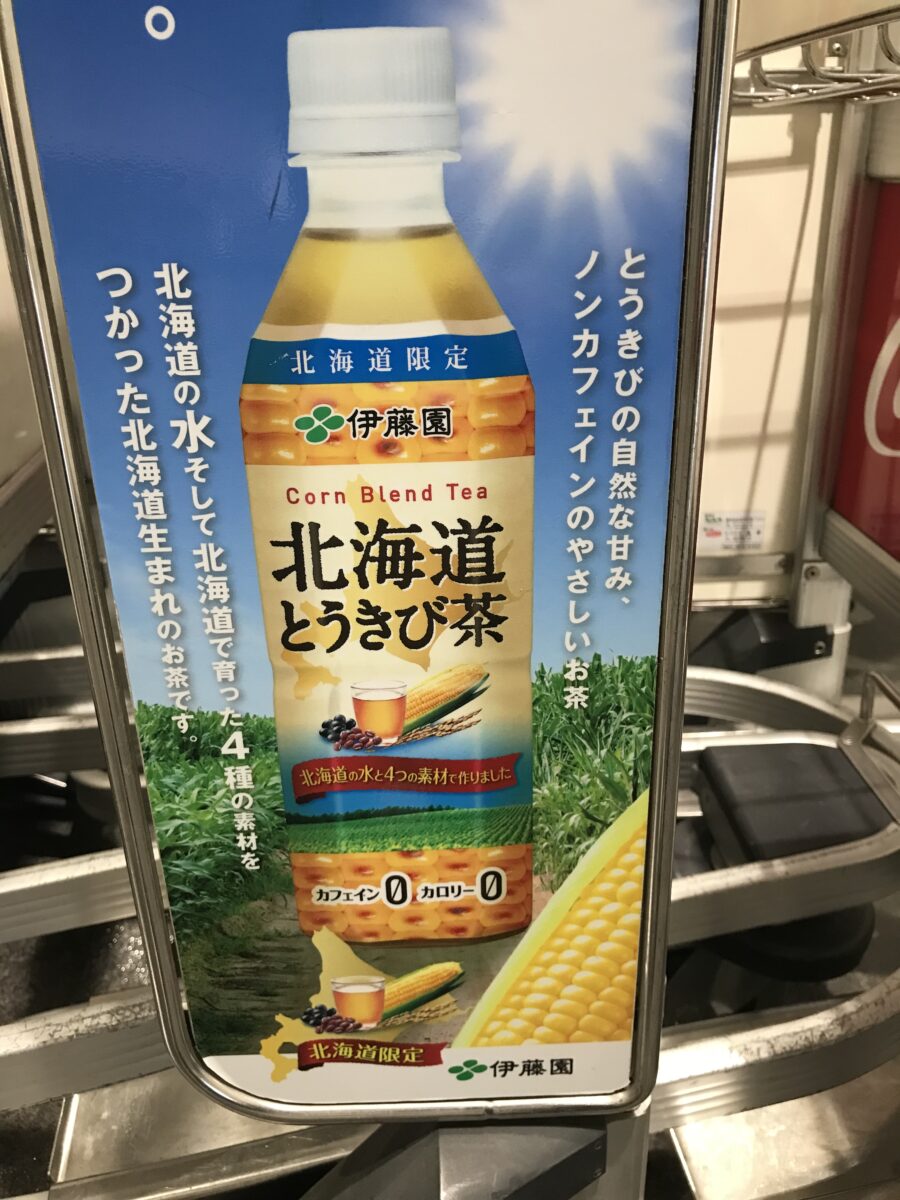 とうきびの自然な甘み、
ノンカフェインのやさしいお茶
北海道限定
伊藤園
Corn Blend Tea
北海道
とうきび茶
北海道の水と4つの素材で作りました
カフェイン0 カロリー0
北海道の水そして北海道で育った4種の素材を
つかった北海道生まれのお茶です。
北海道限定
伊藤園